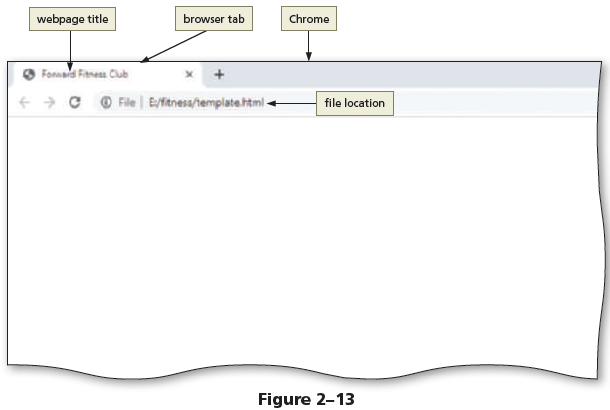 webpage title
browser tab
Chrome
Forward Fitness Club
File | E:/fitness/template.html
file location
Figure 2–13